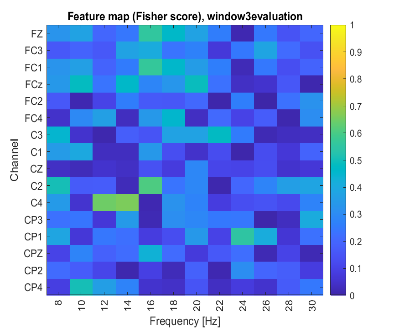 Feature map (Fisher score), window3evaluation
Channel
FZ
FC3
FC1
FCz
FC2
FC4
C3
C1
CZ
C2
C4
CP3
CP1
CPZ
CP2
CP4
8 10 12 14 16 18 20 22 24 26 28 30
Frequency [Hz]
1
0.9
0.8
0.7
0.6
0.5
0.4
0.3
0.2
0.1
0